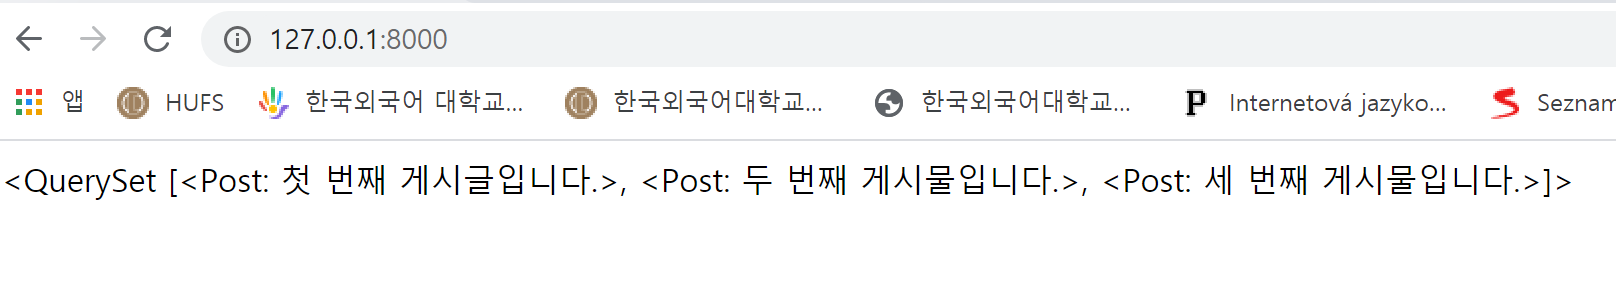 127.0.0.1:8000
앱 HUFS 한국외국어 대학교... 한국외국어대학교... 한국외국어대학교... P Internetová jazyko... Seznam
<QuerySet [<Post: 첫 번째 게시글입니다.>, <Post: 두 번째 게시물입니다.>, <Post: 세 번째 게시물입니다.>]>